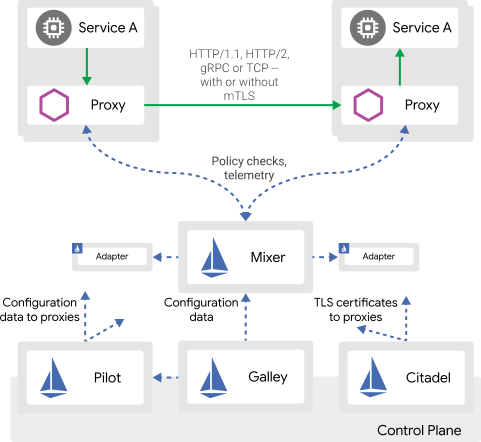 Service A
Service A
HTTP/1.1, HTTP/2,
gRPC or TCP --
with or without
mTLS
Proxy
Proxy
Policy checks,
telemetry
Mixer
Adapter
Adapter
Configuration
data to proxies
Configuration
data
TLS certificates
to proxies
Pilot
Galley
Citadel
Control Plane